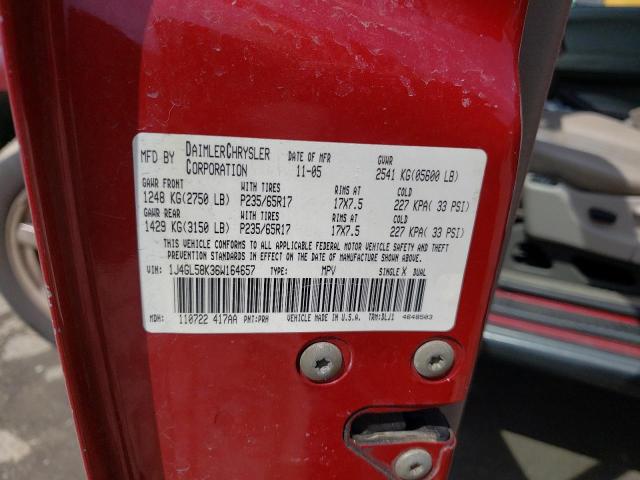 MFD BY DAIMLERCHRYSLER CORPORATION DATE OF MFR 11-05 GVWR 2541 KG(05600 LB)
GAWR FRONT WITH TIRES RIMS AT COLD
1248 KG(2750 LB) P235/65R17 17X7.5 227 KPA( 33 PSI)
GAWR REAR WITH TIRES RIMS AT COLD
1429 KG(3150 LB) P235/65R17 17X7.5 227 KPA( 33 PSI)
THIS VEHICLE CONFORMS TO ALL APPLICABLE FEDERAL MOTOR VEHICLE SAFETY AND THEFT
PREVENTION STANDARDS IN EFFECT ON THE DATE OF MANUFACTURE SHOWN ABOVE.
VIN: 1J4GL58K36W164657 TYPE: MPV SINGLE X DUAL
MDH: 110722 417AA PNT:PRH VEHICLE MADE IN U.S.A. TRM:DLJ1 4648503